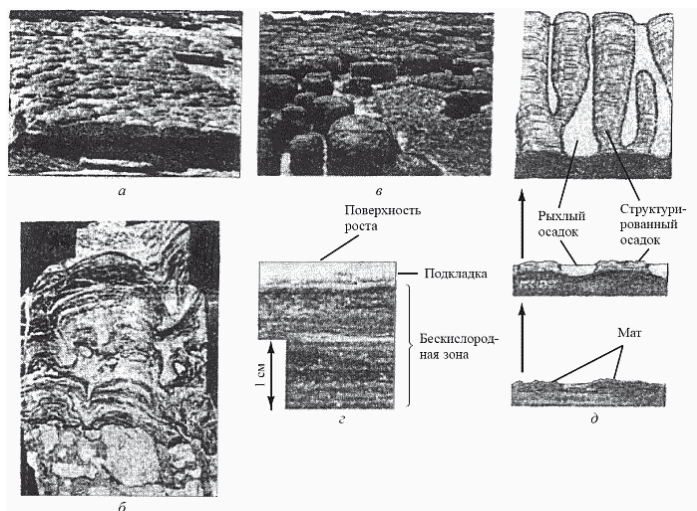 а
в
Поверхность
роста
Подкладка
Бескислород-
ная зона
1 см
г
б
Рыхлый
осадок
Структури-
рованный
осадок
Мат
д